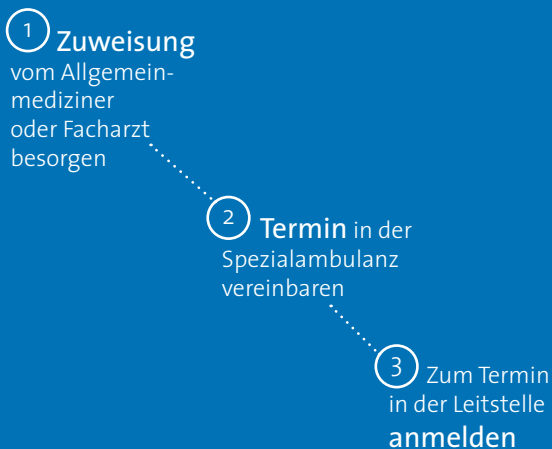 1 Zuweisung
vom Allgemein-
mediziner
oder Facharzt
besorgen
2 Termin in der
Spezialambulanz
vereinbaren
3 Zum Termin
in der Leitstelle
anmelden